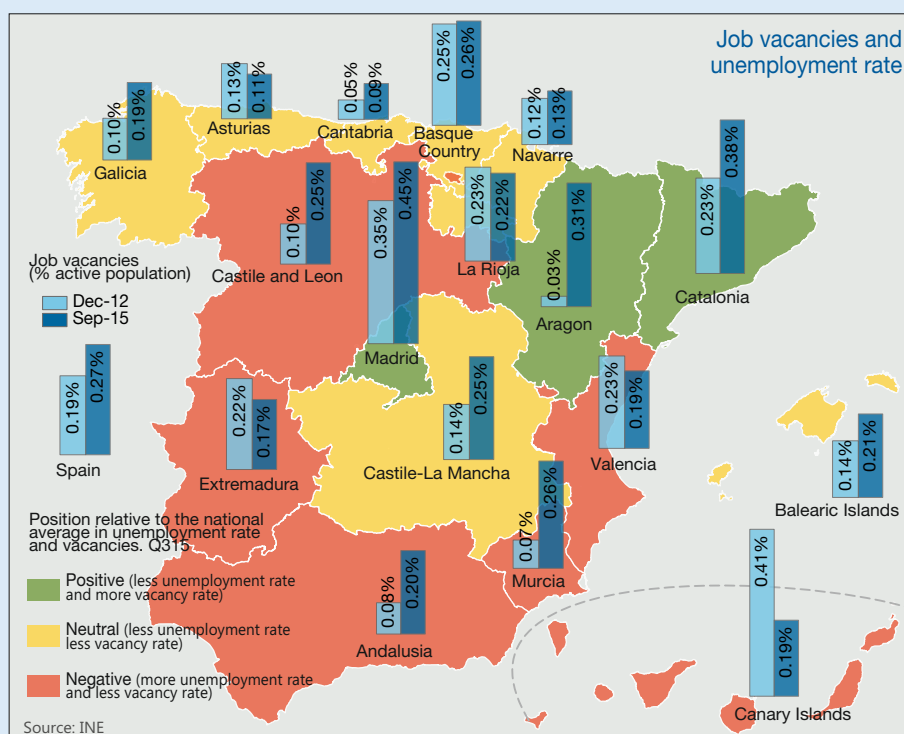 Job vacancies and
unemployment rate
0.25%
0.26%
Basque
Country
0.13%
0.11%
Asturias
0.05%
0.09%
Cantabria
0.12%
0.13%
Navarre
0.10%
0.19%
Galicia
0.10%
0.25%
Castile and Leon
0.35%
0.45%
Madrid
0.23%
0.22%
La Rioja
0.03%
0.31%
Aragon
0.23%
0.38%
Catalonia
Job vacancies
(% active population)
Dec-12
Sep-15
0.19%
0.27%
Spain
0.22%
0.17%
Extremadura
0.14%
0.25%
Castile-La Mancha
0.23%
0.19%
Valencia
0.14%
0.21%
Balearic Islands
0.07%
0.26%
Murcia
0.08%
0.20%
Andalusia
0.41%
0.19%
Canary Islands
Position relative to the national
average in unemployment rate
and vacancies. Q315
Positive (less unemployment rate
and more vacancy rate)
Neutral (less unemployment rate
less vacancy rate)
Negative (more unemployment rate
and less vacancy rate)
Source: INE